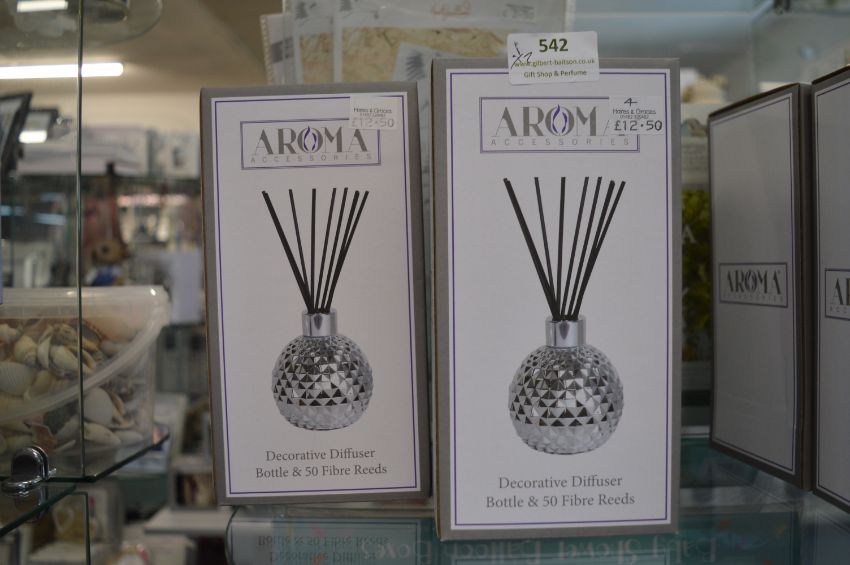 542
www.gilbert-baitson.co.uk
Gift Shop & Perfume
£12.50
AROMA
ACCESSORIES
Decorative Diffuser
Bottle & 50 Fibre Reeds
4
£12.50
AROMA
ACCESSORIES
Decorative Diffuser
Bottle & 50 Fibre Reeds
AROMA
ACCESSORIES